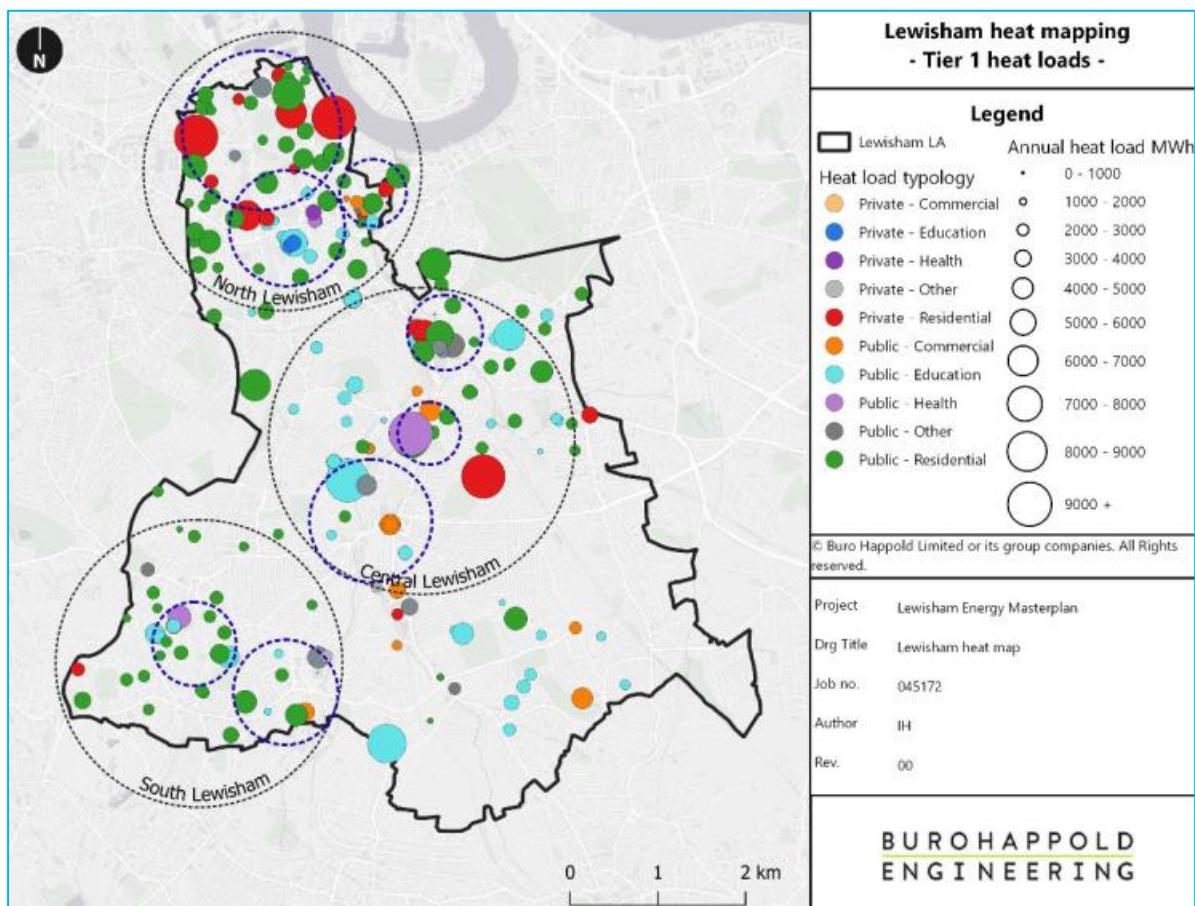 N
North Lewisham
Central Lewisham
South Lewisham
0 1 2 km
Lewisham heat mapping
- Tier 1 heat loads -
Legend
Lewisham LA
Heat load typology
Private - Commercial
Private - Education
Private - Health
Private - Other
Private - Residential
Public - Commercial
Public - Education
Public - Health
Public - Other
Public - Residential
Annual heat load MWh
0 - 1000
1000 - 2000
2000 - 3000
3000 - 4000
4000 - 5000
5000 - 6000
6000 - 7000
7000 - 8000
8000 - 9000
9000 +
© Buro Happold Limited or its group companies. All Rights
reserved.
Project Lewisham Energy Masterplan
Drg Title Lewisham heat map
Job no. 045172
Author IH
Rev. 00
BUROHAPPOLD
ENGINEERING